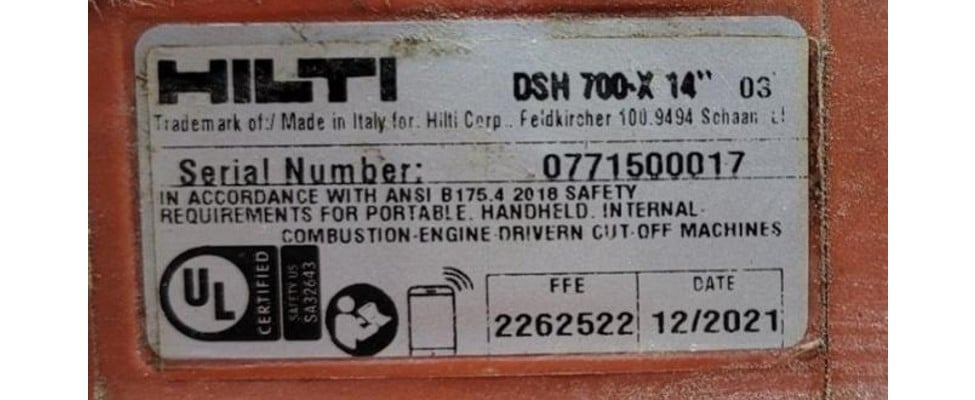 HILTI DSH 700-X 14" 03
Trademark of:/ Made in Italy for. Hilti Corp., Feldkircher 100.9494 Schaan LI
Serial Number: 0771500017
IN ACCORDANCE WITH ANSI B175.4 2018 SAFETY
REQUIREMENTS FOR PORTABLE. HANDHELD. INTERNAL-
COMBUSTION-ENGINE-DRIVERN CUT-OFF MACHINES
UL CERTIFIED
SAFETY US
SA32643
FFE DATE
2262522 12/2021